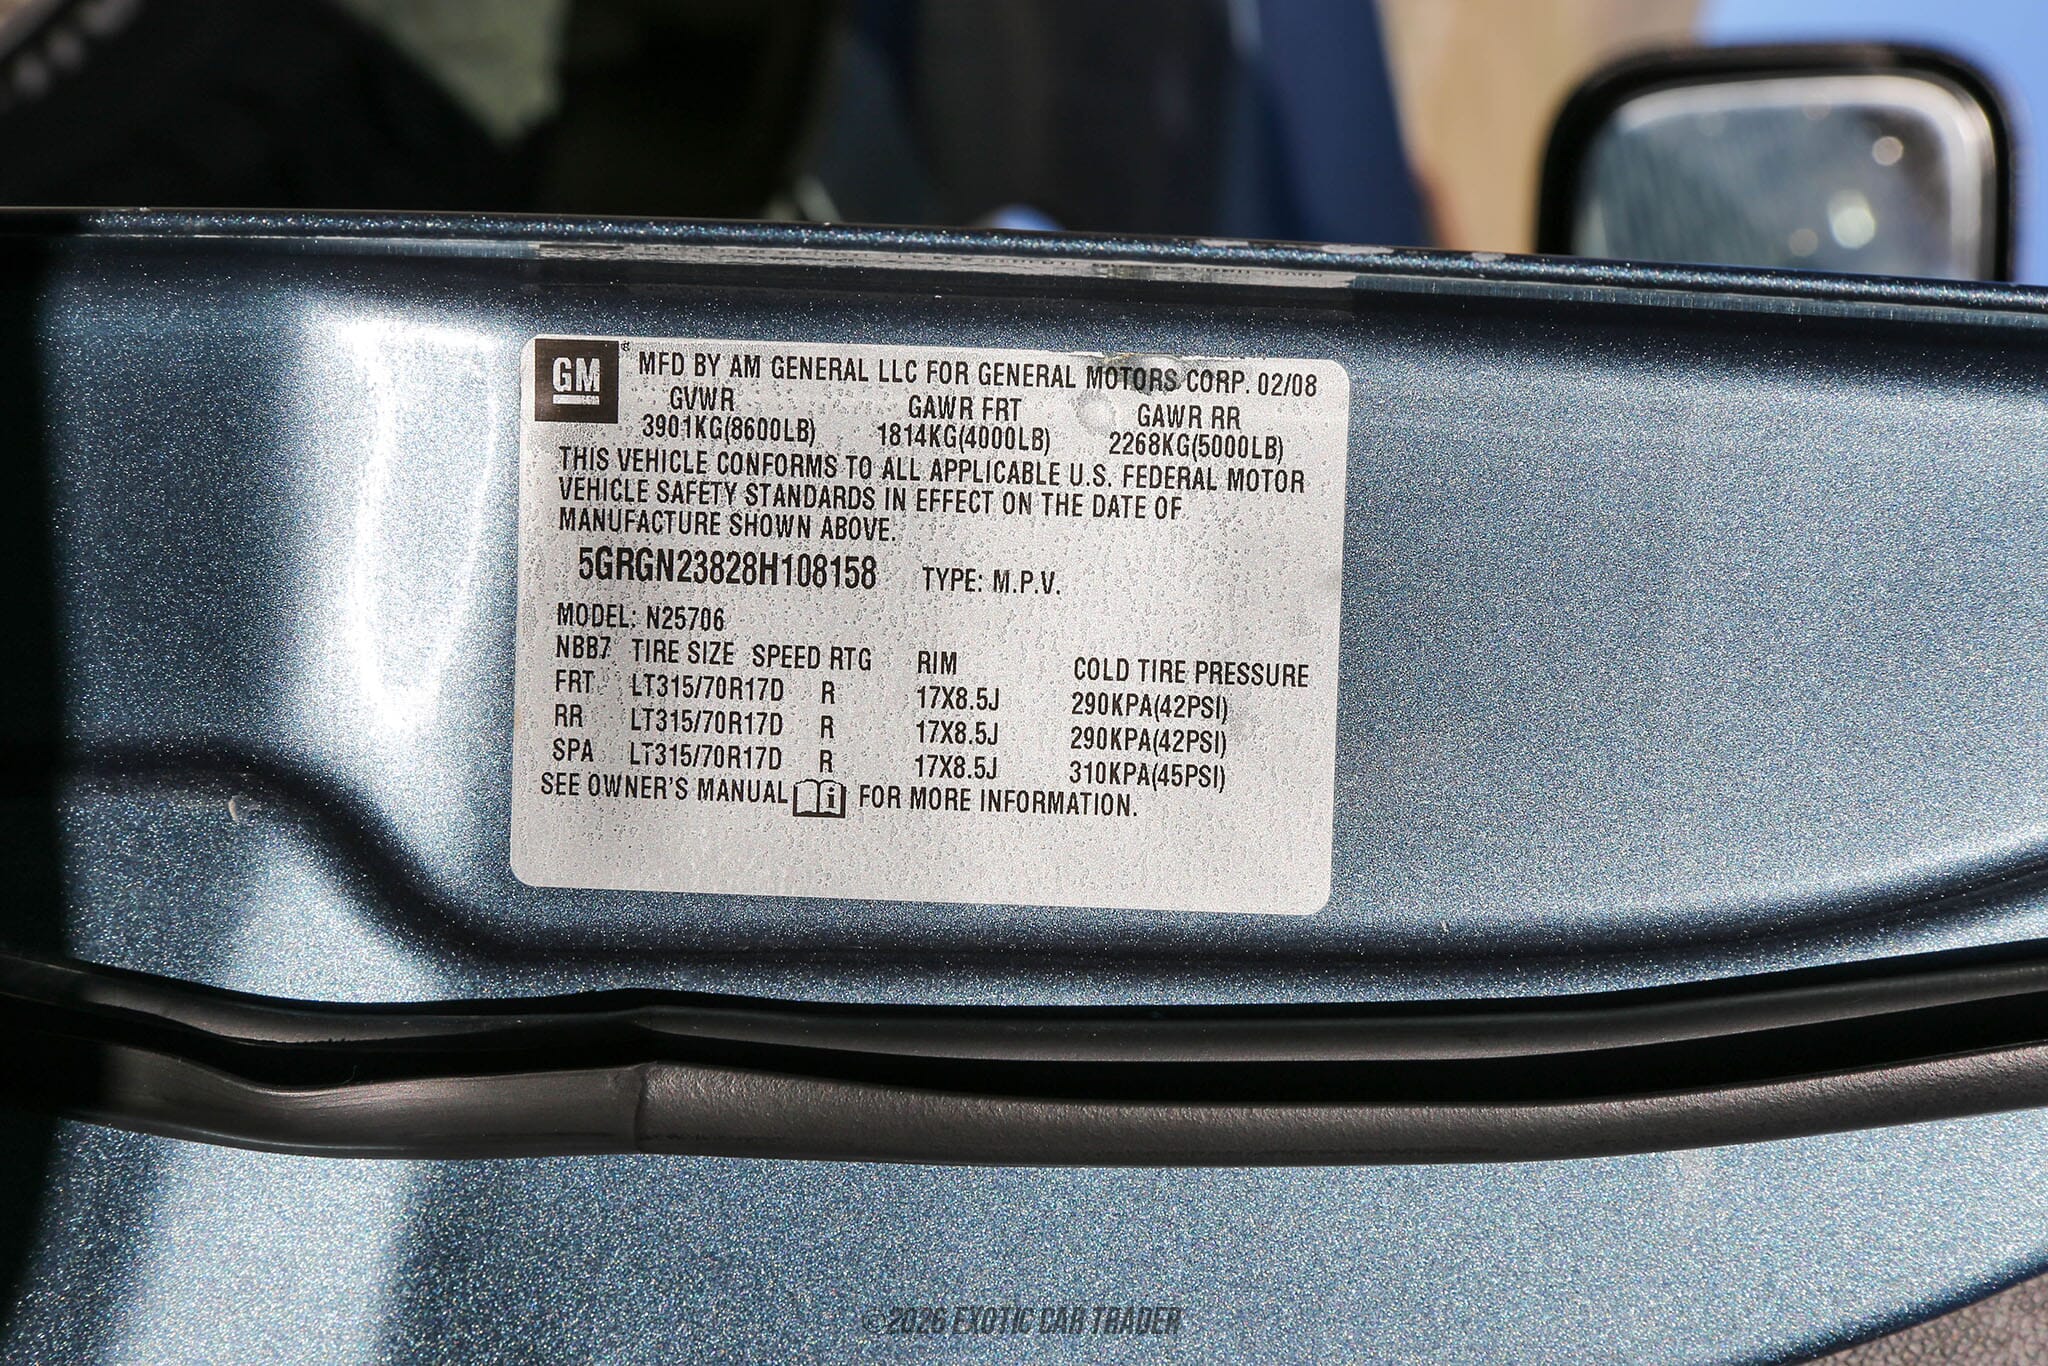 GM® MFD BY AM GENERAL LLC FOR GENERAL MOTORS CORP. 02/08
GVWR GAWR FRT GAWR RR
3901KG(8600LB) 1814KG(4000LB) 2268KG(5000LB)
THIS VEHICLE CONFORMS TO ALL APPLICABLE U.S. FEDERAL MOTOR
VEHICLE SAFETY STANDARDS IN EFFECT ON THE DATE OF
MANUFACTURE SHOWN ABOVE.
5GRGN23828H108158 TYPE: M.P.V.
MODEL: N25706
NBB7 TIRE SIZE SPEED RTG RIM COLD TIRE PRESSURE
FRT LT315/70R17D R 17X8.5J 290KPA(42PSI)
RR LT315/70R17D R 17X8.5J 290KPA(42PSI)
SPA LT315/70R17D R 17X8.5J 310KPA(45PSI)
SEE OWNER'S MANUAL i FOR MORE INFORMATION.
©2026 EXOTIC CAR TRADER